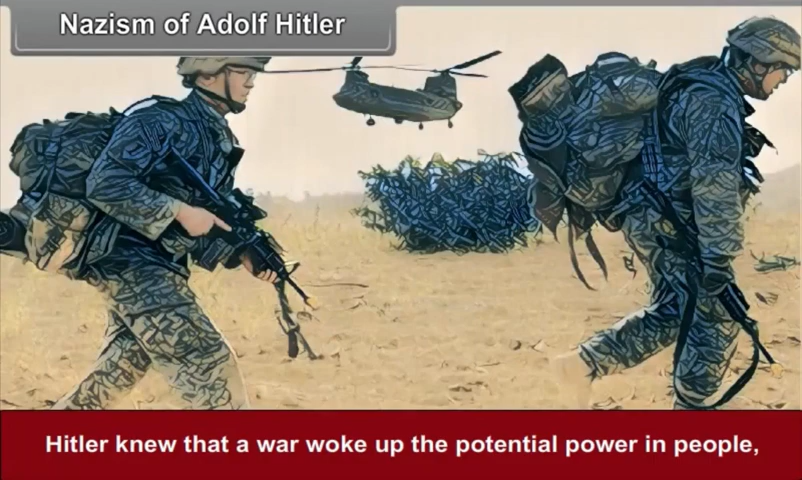 Nazism of Adolf Hitler
Hitler knew that a war woke up the potential power in people,